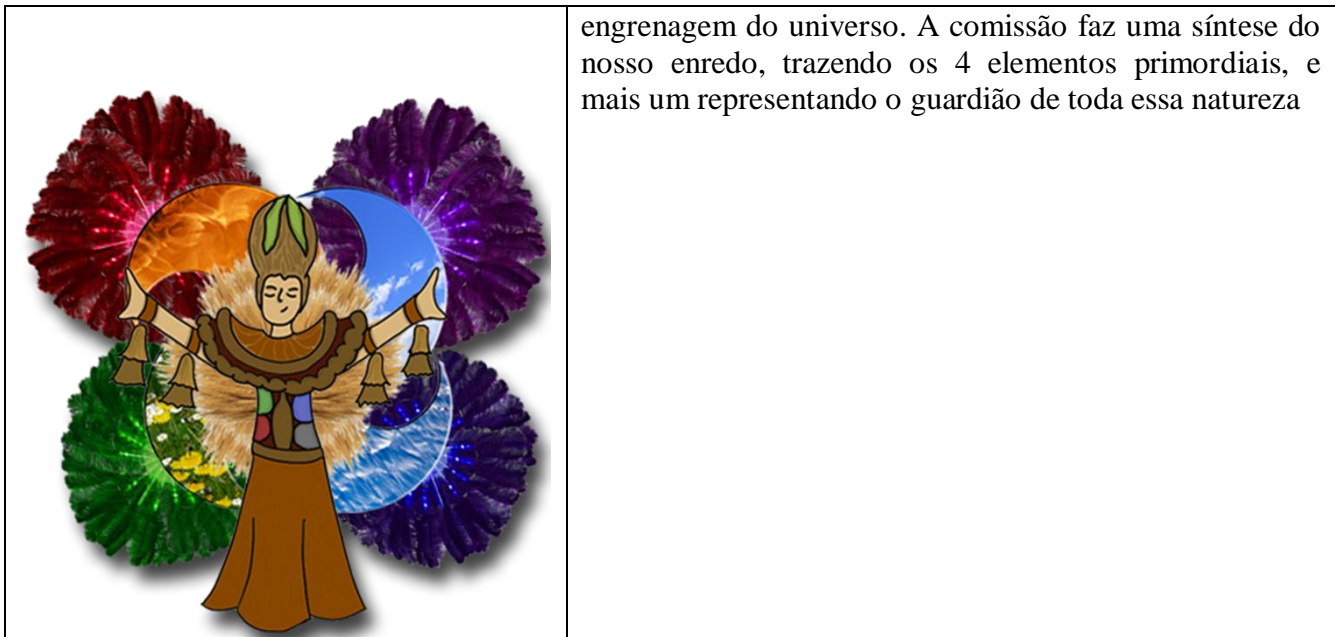 engrenagem do universo. A comissão faz uma síntese do
nosso enredo, trazendo os 4 elementos primordiais, e
mais um representando o guardião de toda essa natureza